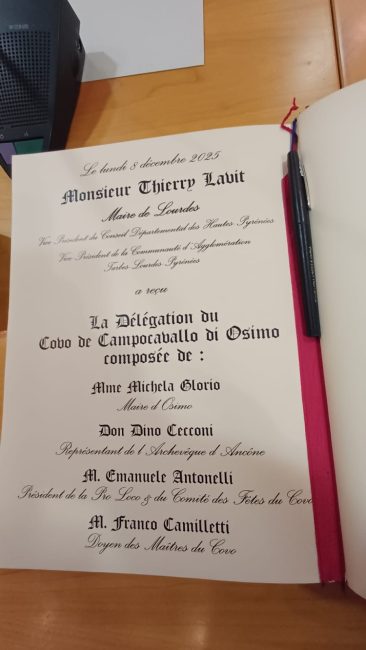 Le lundi 8 décembre 2025
Monsieur Thierry Lavit
Maire de Lourdes
Vice Président du Conseil Départemental des Hautes Pyrénées
Vice Président de la Communauté d'Agglomération
Tarbes Lourdes Pyrénées
a reçu
La Délégation du
Covo de Campocavallo di Osimo
composée de :
Mme Michela Glorio
Maire d'Osimo
Don Dino Cecconi
Représentant de l'Archevêque d'Ancône
M. Emanuele Antonelli
Président de la Pro Loco & du Comité des Fêtes du Covo
M. Franco Camilletti
Doyen des Maîtres du Covo